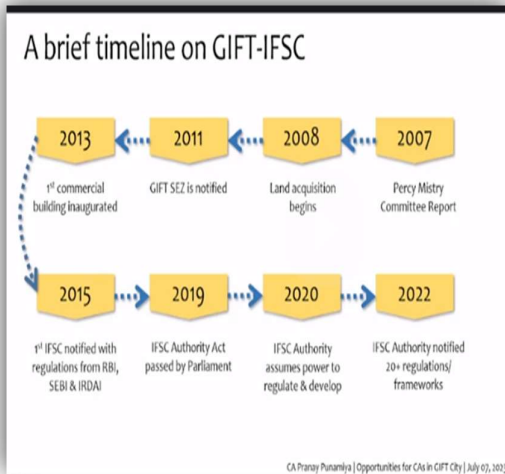 A brief timeline on GIFT-IFSC
2013
2011
2008
2007
1st commercial
building inaugurated
GIFT SEZ is notified
Land acquisition
begins
Percy Mistry
Committee Report
2015
2019
2020
2022
1st IFSC notified with
regulations from RBI,
SEBI & IRDAI
IFSC Authority Act
passed by Parliament
IFSC Authority
assumes power to
regulate & develop
IFSC Authority notified
20+ regulations/
frameworks
CA Pranay Punamiya | Opportunities for CAs in GIFT City | July 07, 2023